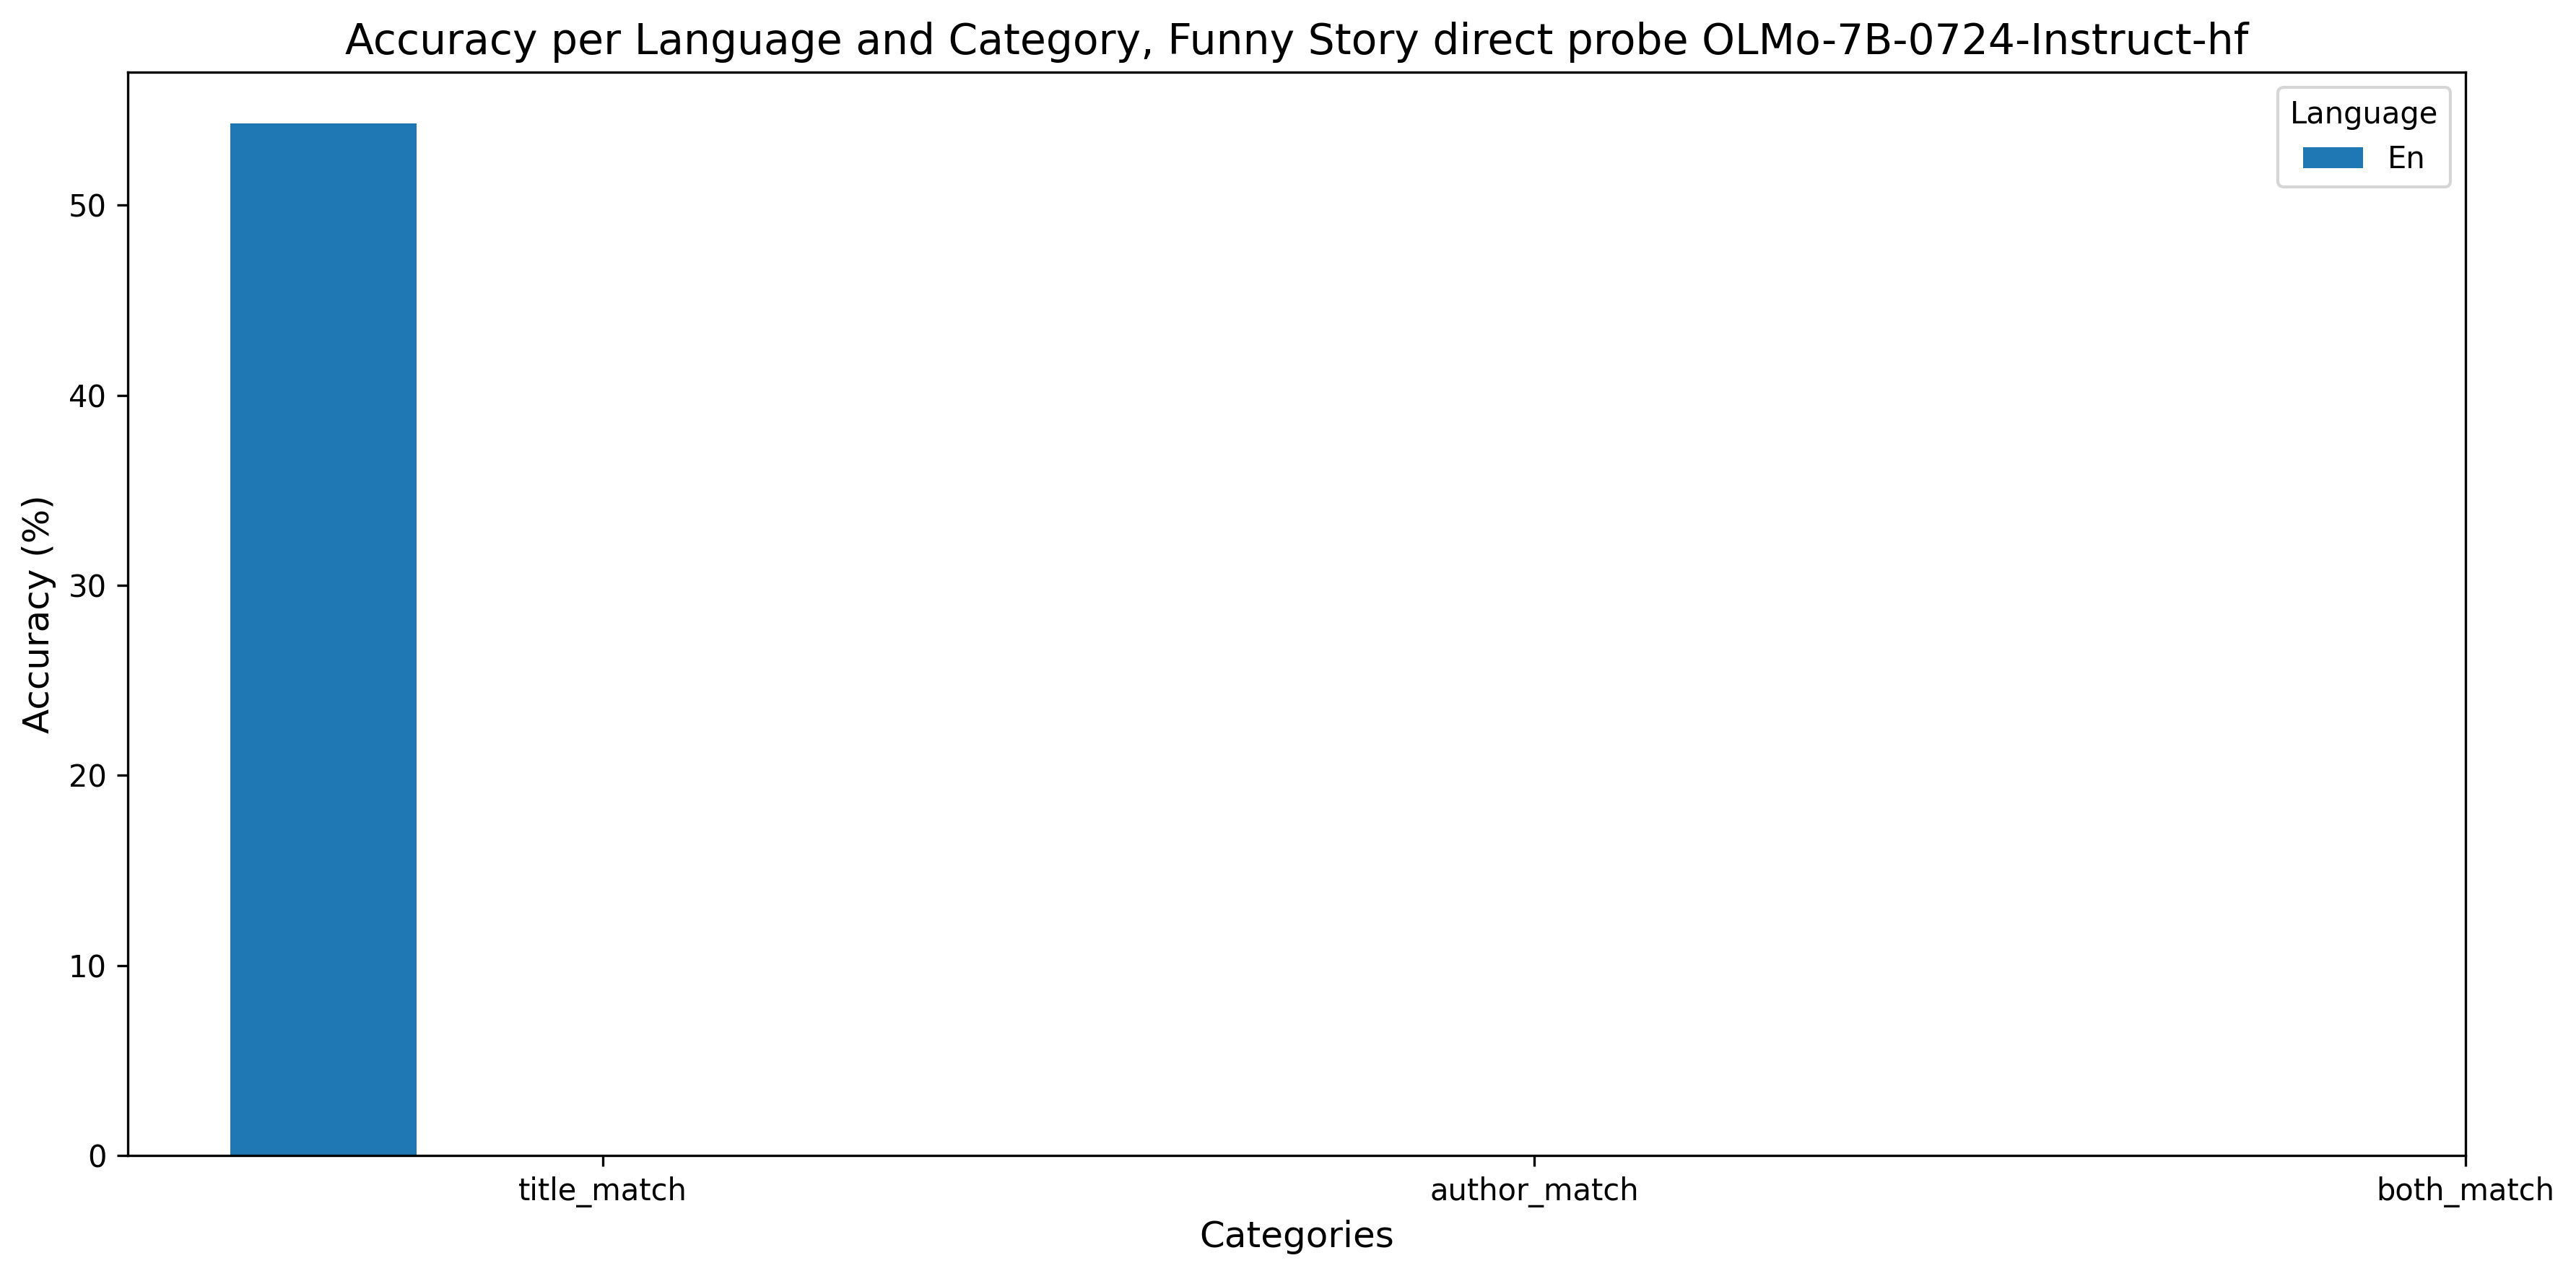 Accuracy per Language and Category, Funny Story direct probe OLMo-7B-0724-Instruct-hf
Language
En
Accuracy (%)
50
40
30
20
10
0
title_match author_match both_match
Categories